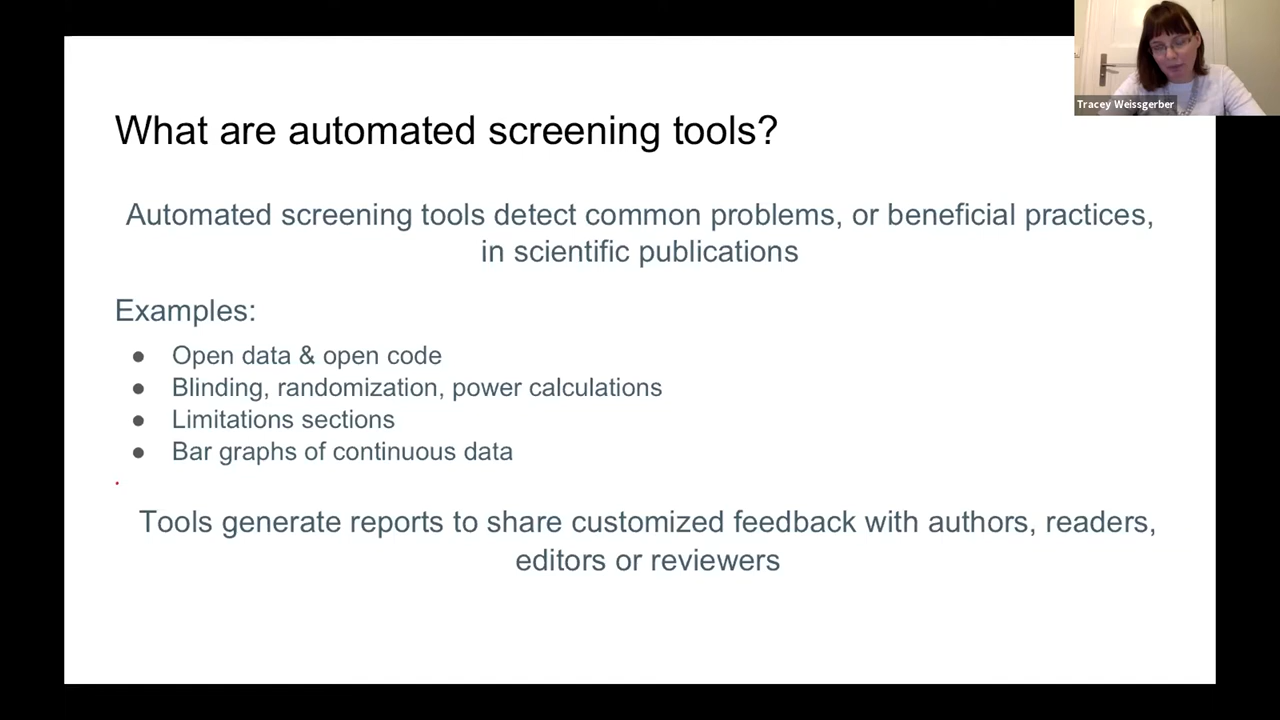 Tracey Weissgerber
What are automated screening tools?
Automated screening tools detect common problems, or beneficial practices,
in scientific publications
Examples:
● Open data & open code
● Blinding, randomization, power calculations
● Limitations sections
● Bar graphs of continuous data
Tools generate reports to share customized feedback with authors, readers,
editors or reviewers